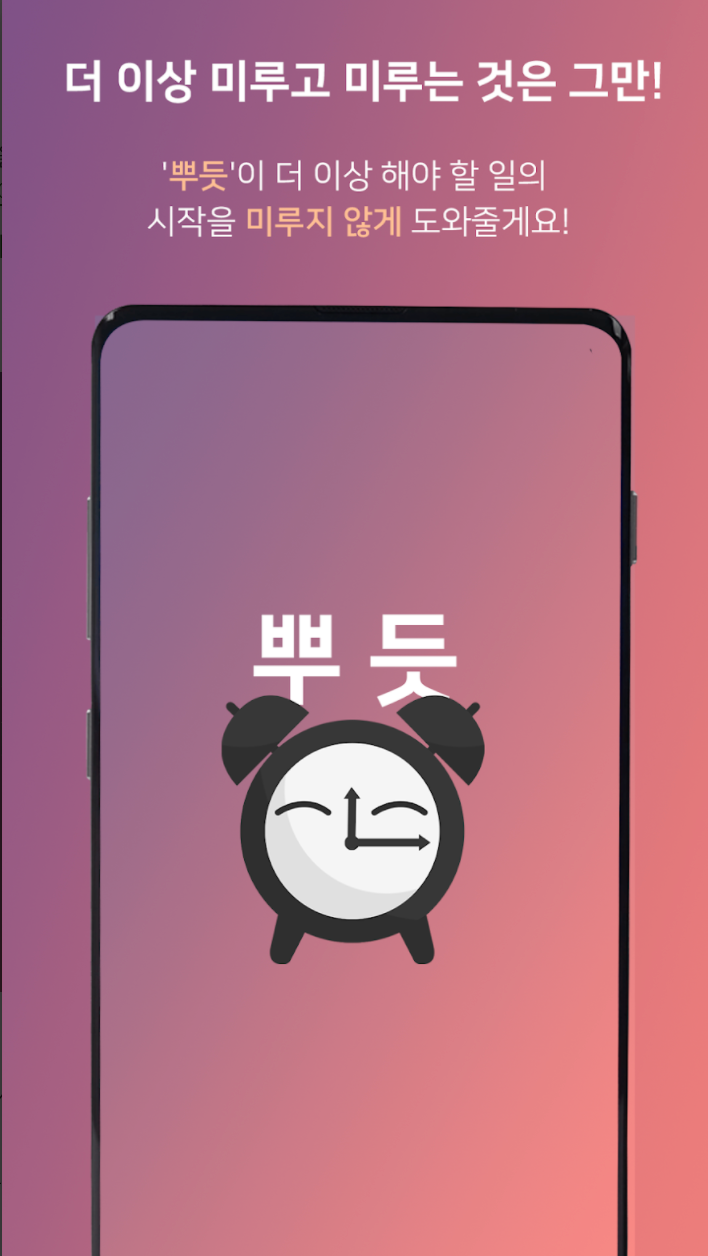 더 이상 미루고 미루는 것은 그만!
'뿌듯'이 더 이상 해야 할 일의
시작을 미루지 않게 도와줄게요!
뿌듯